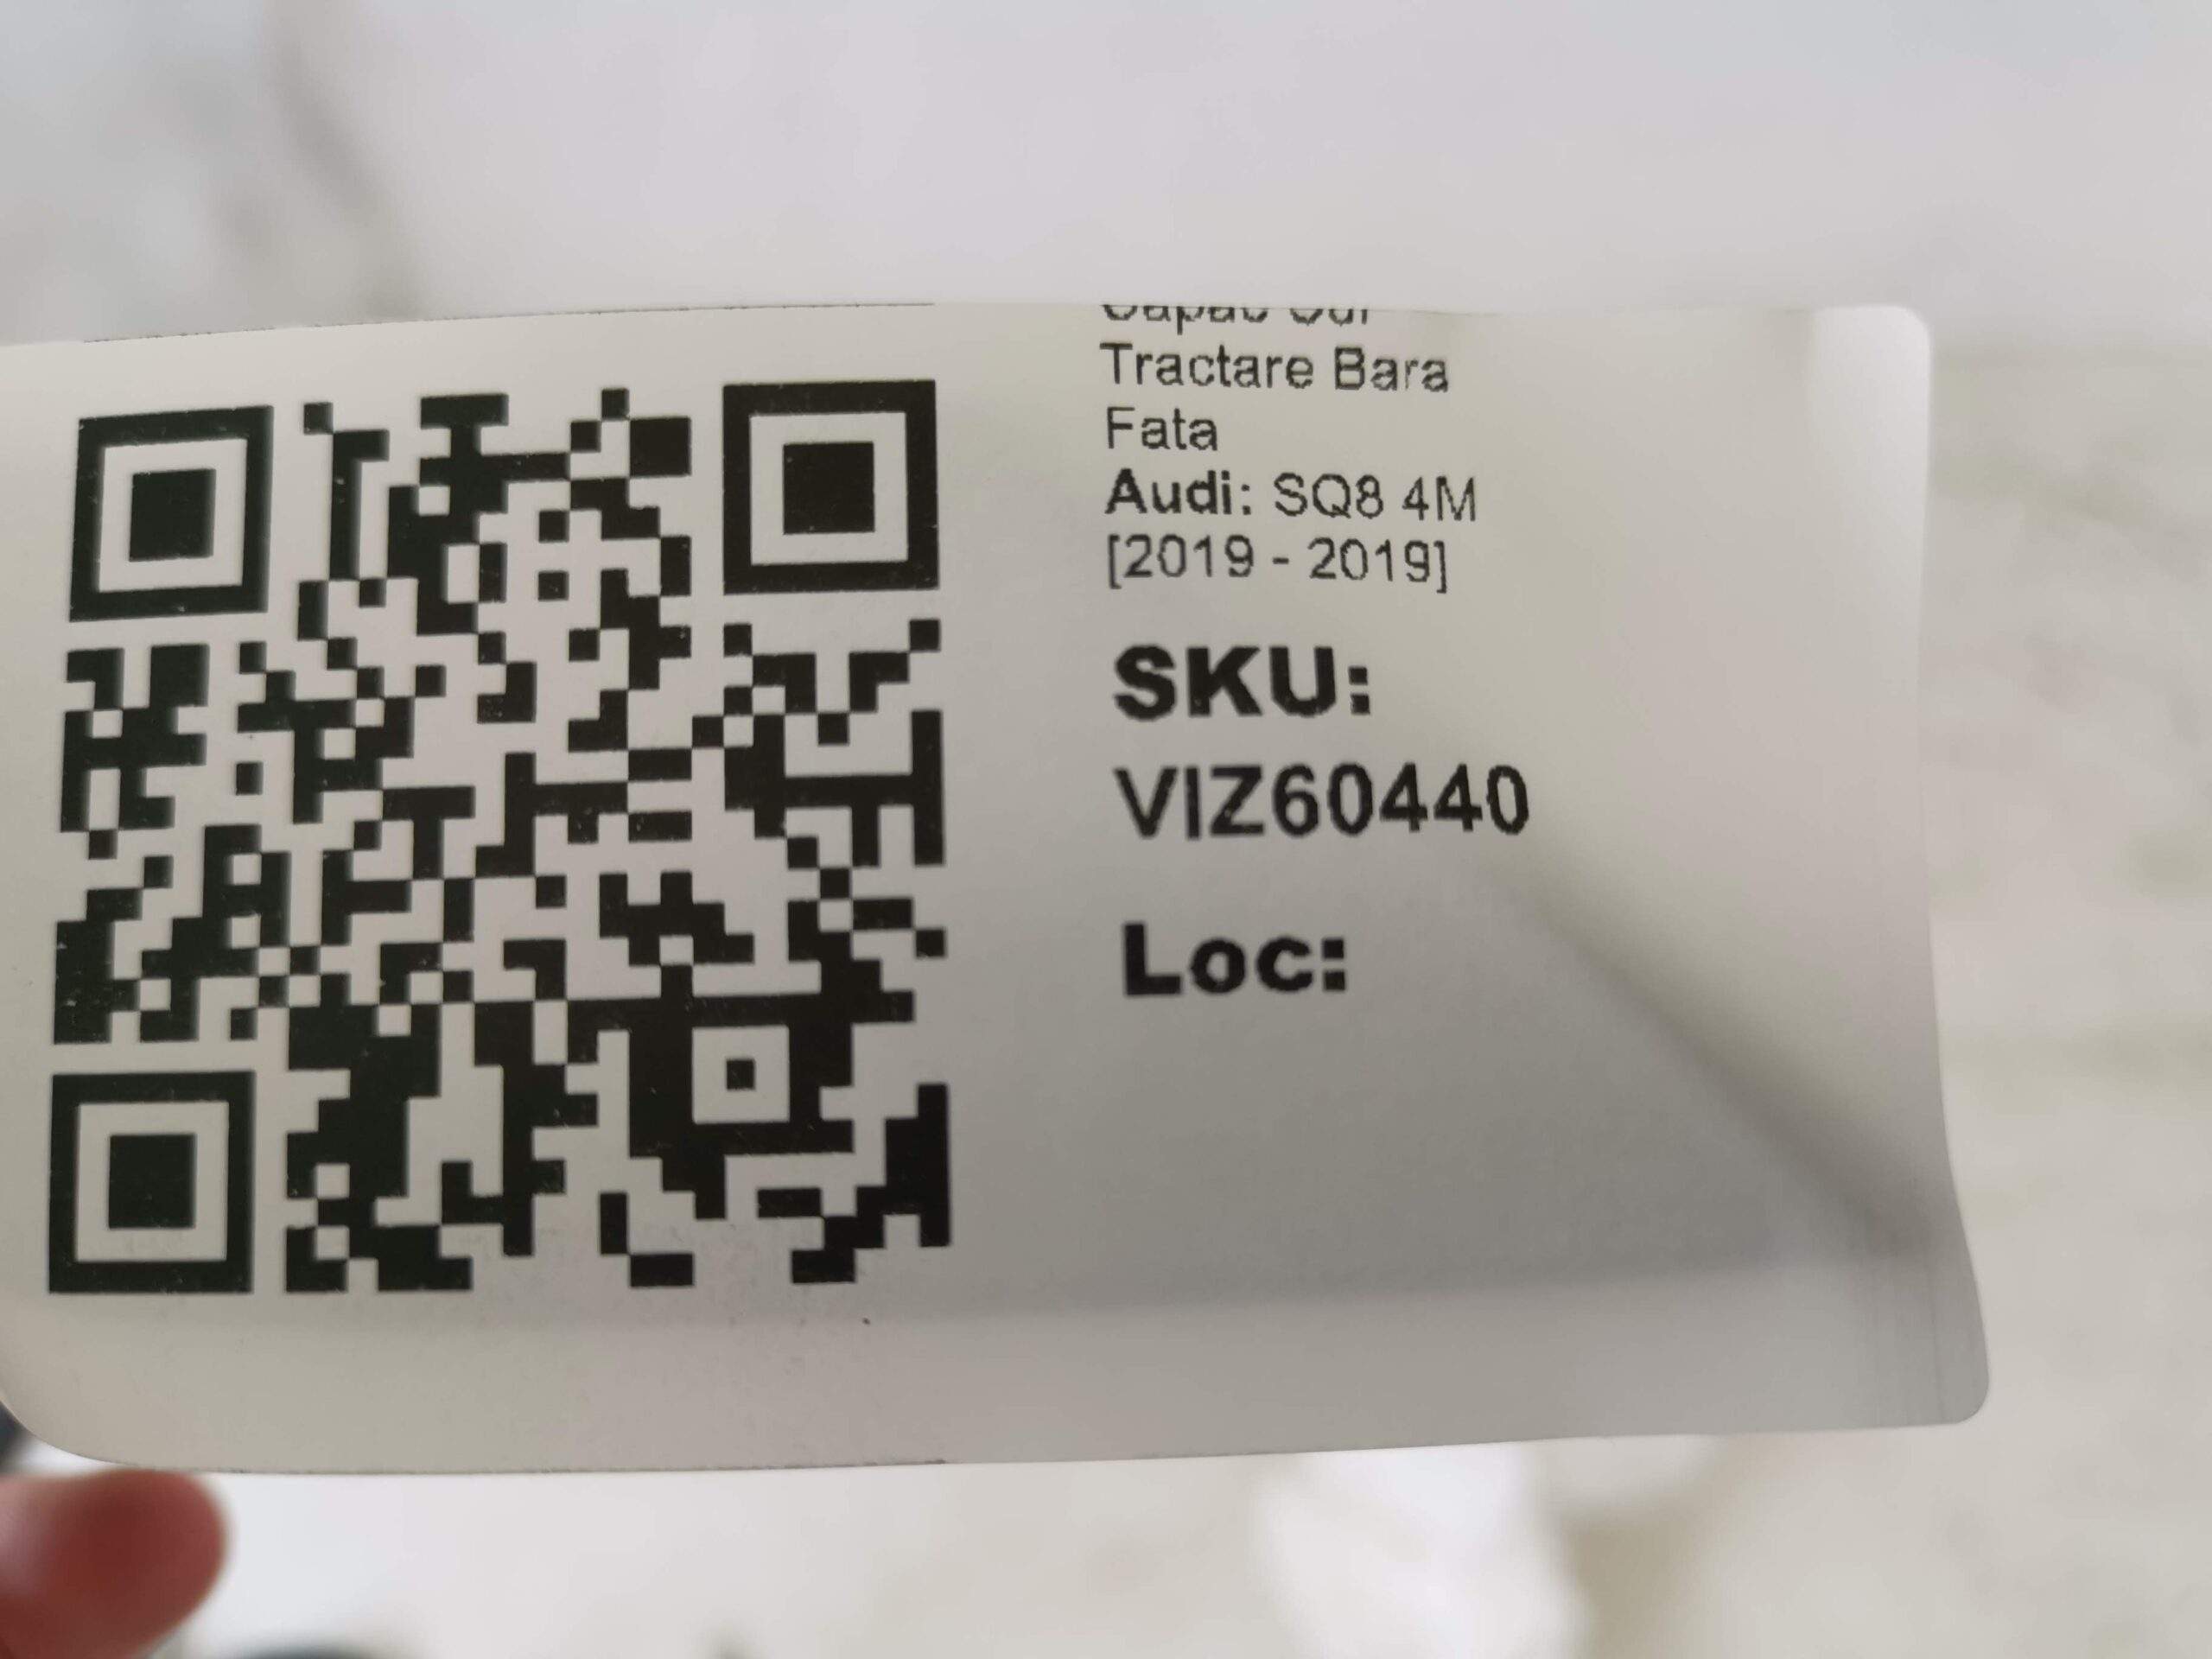 Tractare Bara
Fata
Audi: SQ8 4M
[2019 - 2019]
SKU:
VIZ60440
Loc: